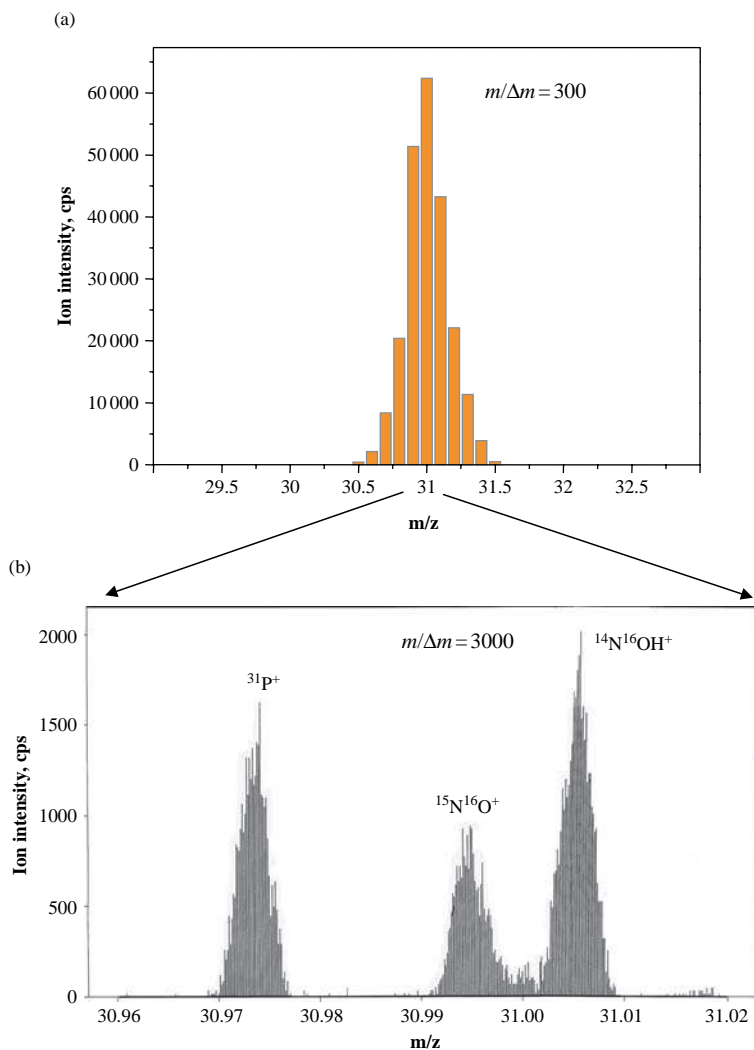 (a)
m/Δm = 300
60 000
50 000
40 000
30 000
20 000
10 000
0
Ion intensity, cps
29.5 30 30.5 31 31.5 32 32.5
m/z
(b)
m/Δm = 3000
¹⁴N¹⁶OH⁺
³¹P⁺
¹⁵N¹⁶O⁺
2000
1500
1000
500
0
Ion intensity, cps
30.96 30.97 30.98 30.99 31.00 31.01 31.02
m/z